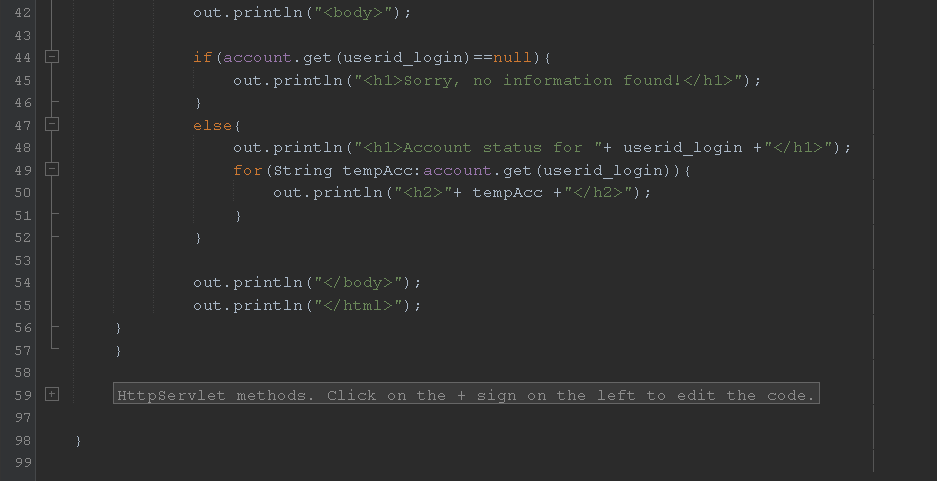 42 out.println("<body>");
43
44 if(account.get(userid_login)==null){
45 out.println("<h1>Sorry, no information found!</h1>");
46 }
47 else{
48 out.println("<h1>Account status for "+ userid_login +"</h1>");
49 for(String tempAcc:account.get(userid_login)){
50 out.println("<h2>"+ tempAcc +"</h2>");
51 }
52 }
53
54 out.println("</body>");
55 out.println("</html>");
56 }
57 }
58
59 HttpServlet methods. Click on the + sign on the left to edit the code.
97
98 }
99